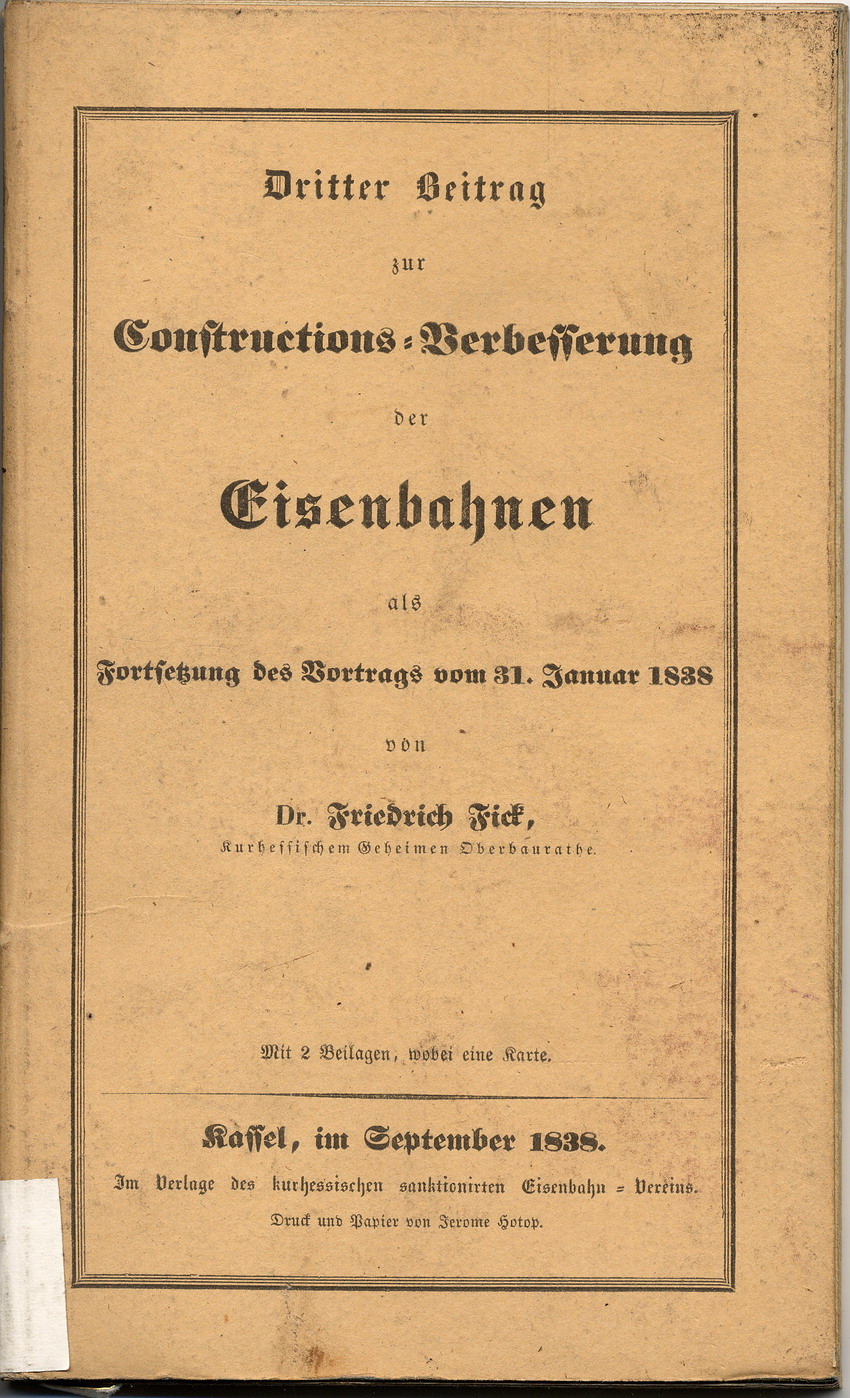 Dritter Beitrag
zur
Constructions-Verbesserung
der
Eisenbahnen
als
Fortsetzung des Vortrags vom 31. Januar 1838
von
Dr. Friedrich Fick,
Kurhessischem Geheimen Oberbaurathe.
Mit 2 Beilagen, wobei eine Karte.
Kassel, im September 1838.
Im Verlage des kurhessischen sanktionirten Eisenbahn-Vereins.
Druck und Papier von Jerome Hotop.